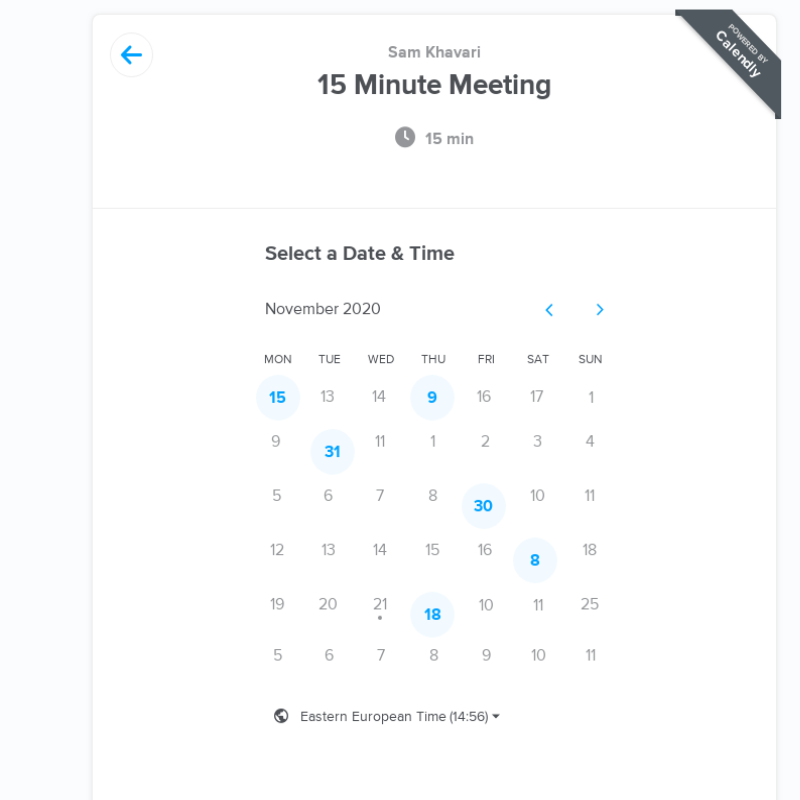 POWERED BY
Calendly
Sam Khavari
15 Minute Meeting
15 min
Select a Date & Time
November 2020
MON TUE WED THU FRI SAT SUN
15 13 14 9 16 17 1
9 31 11 1 2 3 4
5 6 7 8 30 10 11
12 13 14 15 16 8 18
19 20 21 18 10 11 25
5 6 7 8 9 10 11
Eastern European Time (14:56)